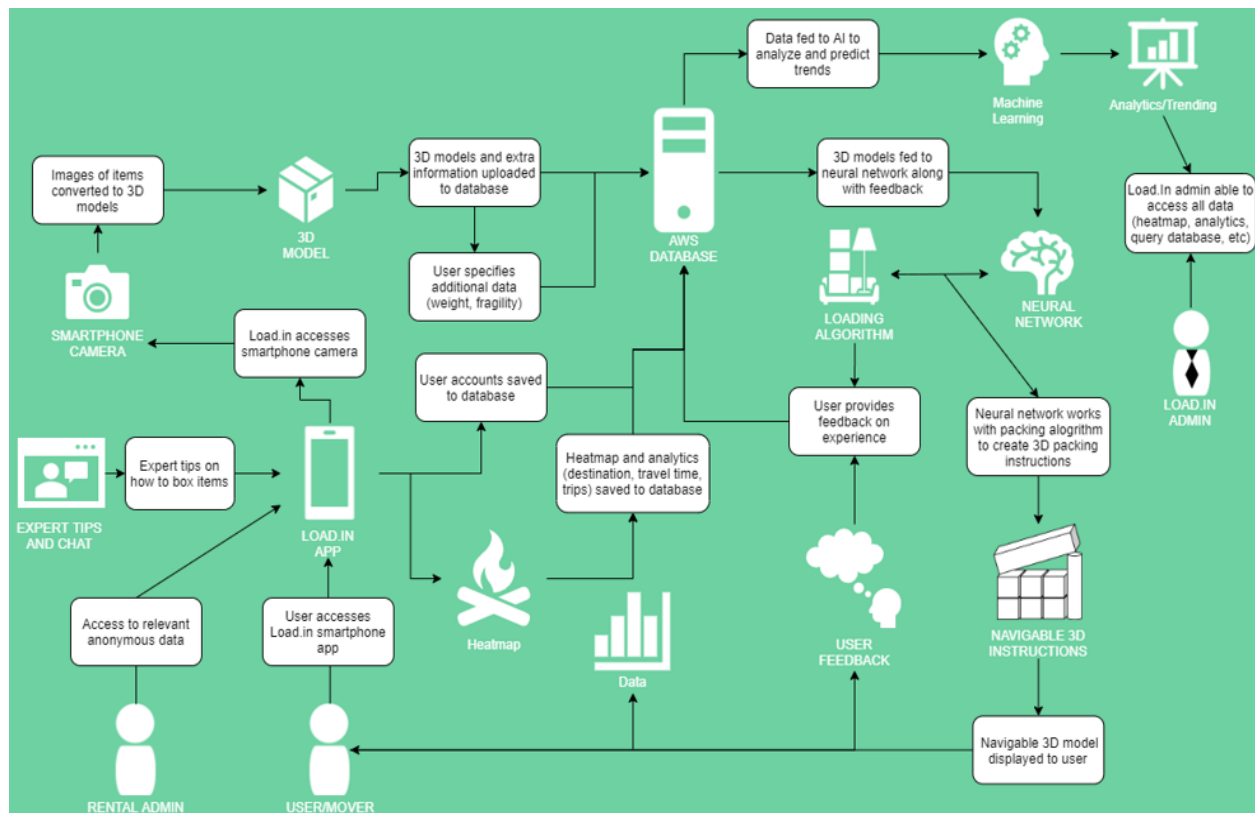 Data fed to AI to
analyze and predict
trends
Machine
Learning
Analytics/Trending
Images of items
converted to 3D
models
3D
MODEL
3D models and extra
information uploaded
to database
AWS
DATABASE
3D models fed to
neural network along
with feedback
Load.In admin able to
access all data
(heatmap, analytics,
query database, etc)
User specifies
additional data
(weight, fragility)
SMARTPHONE
CAMERA
Load.in accesses
smartphone camera
LOADING
ALGORITHM
NEURAL
NETWORK
LOAD.IN
ADMIN
User accounts saved
to database
User provides
feedback on
experience
Neural network works
with packing alogrithm
to create 3D packing
instructions
Expert tips on
how to box items
EXPERT TIPS
AND CHAT
LOAD.IN
APP
Heatmap and analytics
(destination, travel time,
trips) saved to database
Access to relevant
anonymous data
User accesses
Load.in smartphone
app
Heatmap
Data
USER
FEEDBACK
NAVIGABLE 3D
INSTRUCTIONS
Navigable 3D model
displayed to user
RENTAL ADMIN
USER/MOVER